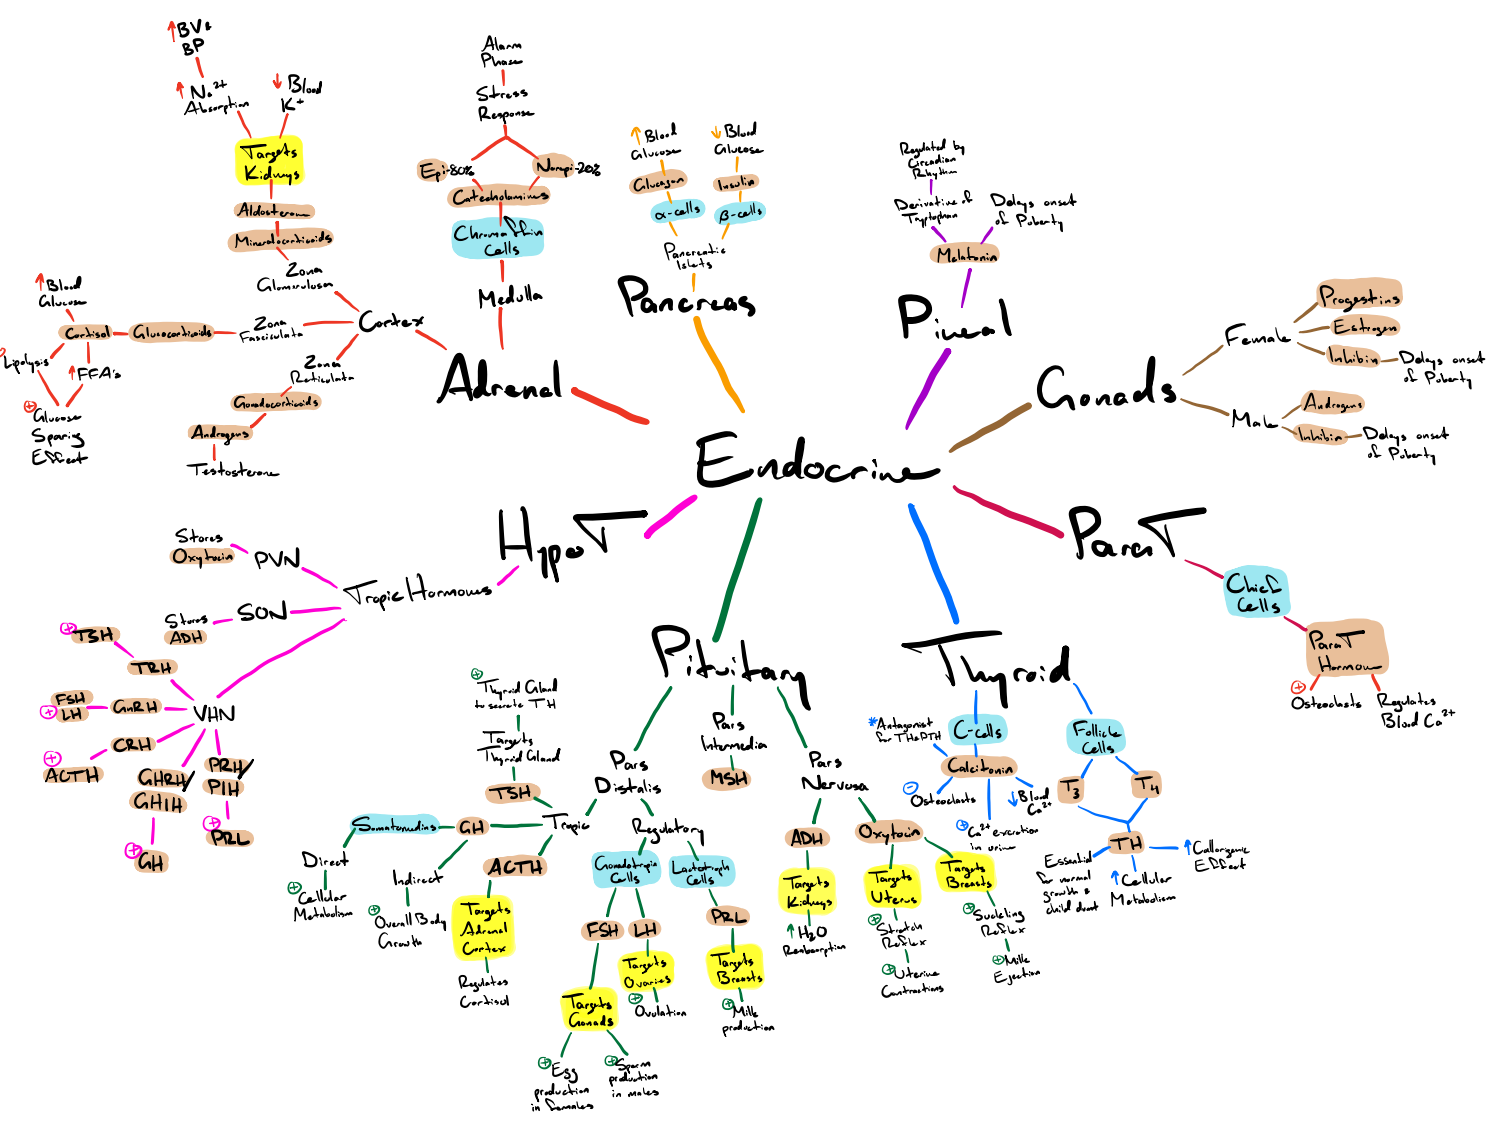 Endocrine
Adrenal
Cortex
Zona
Glomerulosa
Mineralocorticoids
Aldosterone
Targets
Kidneys
↑Na²⁺
Absorption
↑BV &
BP
↓Blood
K⁺
Zona
Fasciculata
Glucocorticoids
Cortisol
↑Blood
Glucose
Lipolysis
↑FFA's
⊕
Glucose
Sparing
Effect
Zona
Reticulata
Gonadocorticoids
Androgens
Testosterone
Medulla
Chromaffin
Cells
Catecholamines
Epi-80%
Norepi-20%
Stress
Response
Alarm
Phase
Pancreas
Pancreatic
Islets
α-cells
Glucagon
↑Blood
Glucose
β-cells
Insulin
↓Blood
Glucose
Pineal
Melatonin
Derivative of
Tryptophan
Regulated by
Circadian
Rhythm
Delays onset
of Puberty
Gonads
Female
Progestins
Estrogen
Inhibin
Delays onset
of Puberty
Male
Androgens
Inhibin
Delays onset
of Puberty
ParaT
Chief
Cells
ParaT
Hormone
⊕
Osteoclasts
Regulates
Blood Ca²⁺
Thyroid
C-cells
Calcitonin
*Antagonist
for THePTH
⊖
Osteoclasts
⊕Ca²⁺ excretion
in urine
↓Blood
Ca²⁺
Follicle
Cells
T₃
T₄
TH
Essential
for normal
growth &
child devt
↑Cellular
Metabolism
↑Callorigenic
Effect
Pituitary
Pars
Distalis
Tropic
TSH
Targets
Thyroid Gland
⊕
Thyroid Gland
to secrete TH
GH
Somatomedins
Direct
⊕
Cellular
Metabolism
Indirect
⊕
Overall Body
Growth
ACTH
Targets
Adrenal
Cortex
Regulates
Cortisol
Regulatory
Gonadotropic
Cells
FSH
Targets
Gonads
⊕
Egg
production
in females
⊕Sperm
production
in males
LH
Targets
Ovaries
⊕
Ovulation
Lactotroph
Cells
PRL
Targets
Breasts
⊕Milk
production
Pars
Intermedia
MSH
Pars
Nervosa
ADH
Targets
Kidneys
↑H₂O
Reabsorption
Oxytocin
Targets
Uterus
⊕
Stretch
Reflex
⊕Uterine
Contractions
Targets
Breasts
⊕
Suckling
Reflex
⊕Milk
Ejection
HypoT
Tropic Hormones
PVN
Stores
Oxytocin
SON
Stores
ADH
VHN
TRH
⊕TSH
GnRH
FSH
⊕LH
CRH
⊕
ACTH
GHRH/
GHIH
⊕GH
PRH/
PIH
⊕
PRL